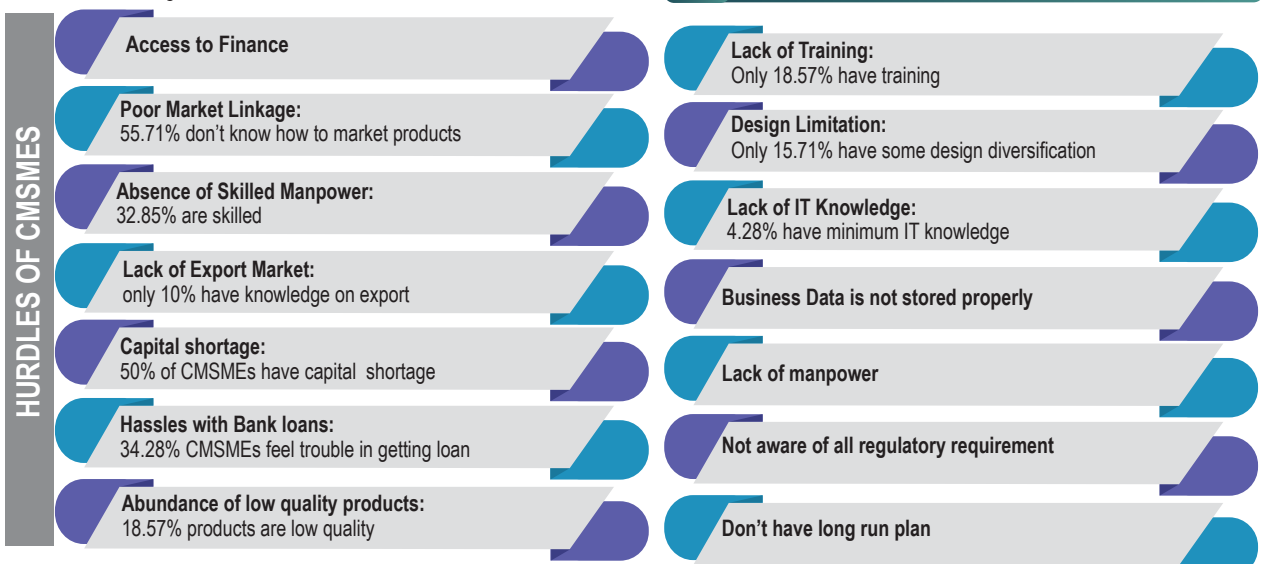 HURDLES OF CMSMES
Access to Finance
Poor Market Linkage:
55.71% don’t know how to market products
Absence of Skilled Manpower:
32.85% are skilled
Lack of Export Market:
only 10% have knowledge on export
Capital shortage:
50% of CMSMEs have capital shortage
Hassles with Bank loans:
34.28% CMSMEs feel trouble in getting loan
Abundance of low quality products:
18.57% products are low quality
Lack of Training:
Only 18.57% have training
Design Limitation:
Only 15.71% have some design diversification
Lack of IT Knowledge:
4.28% have minimum IT knowledge
Business Data is not stored properly
Lack of manpower
Not aware of all regulatory requirement
Don’t have long run plan